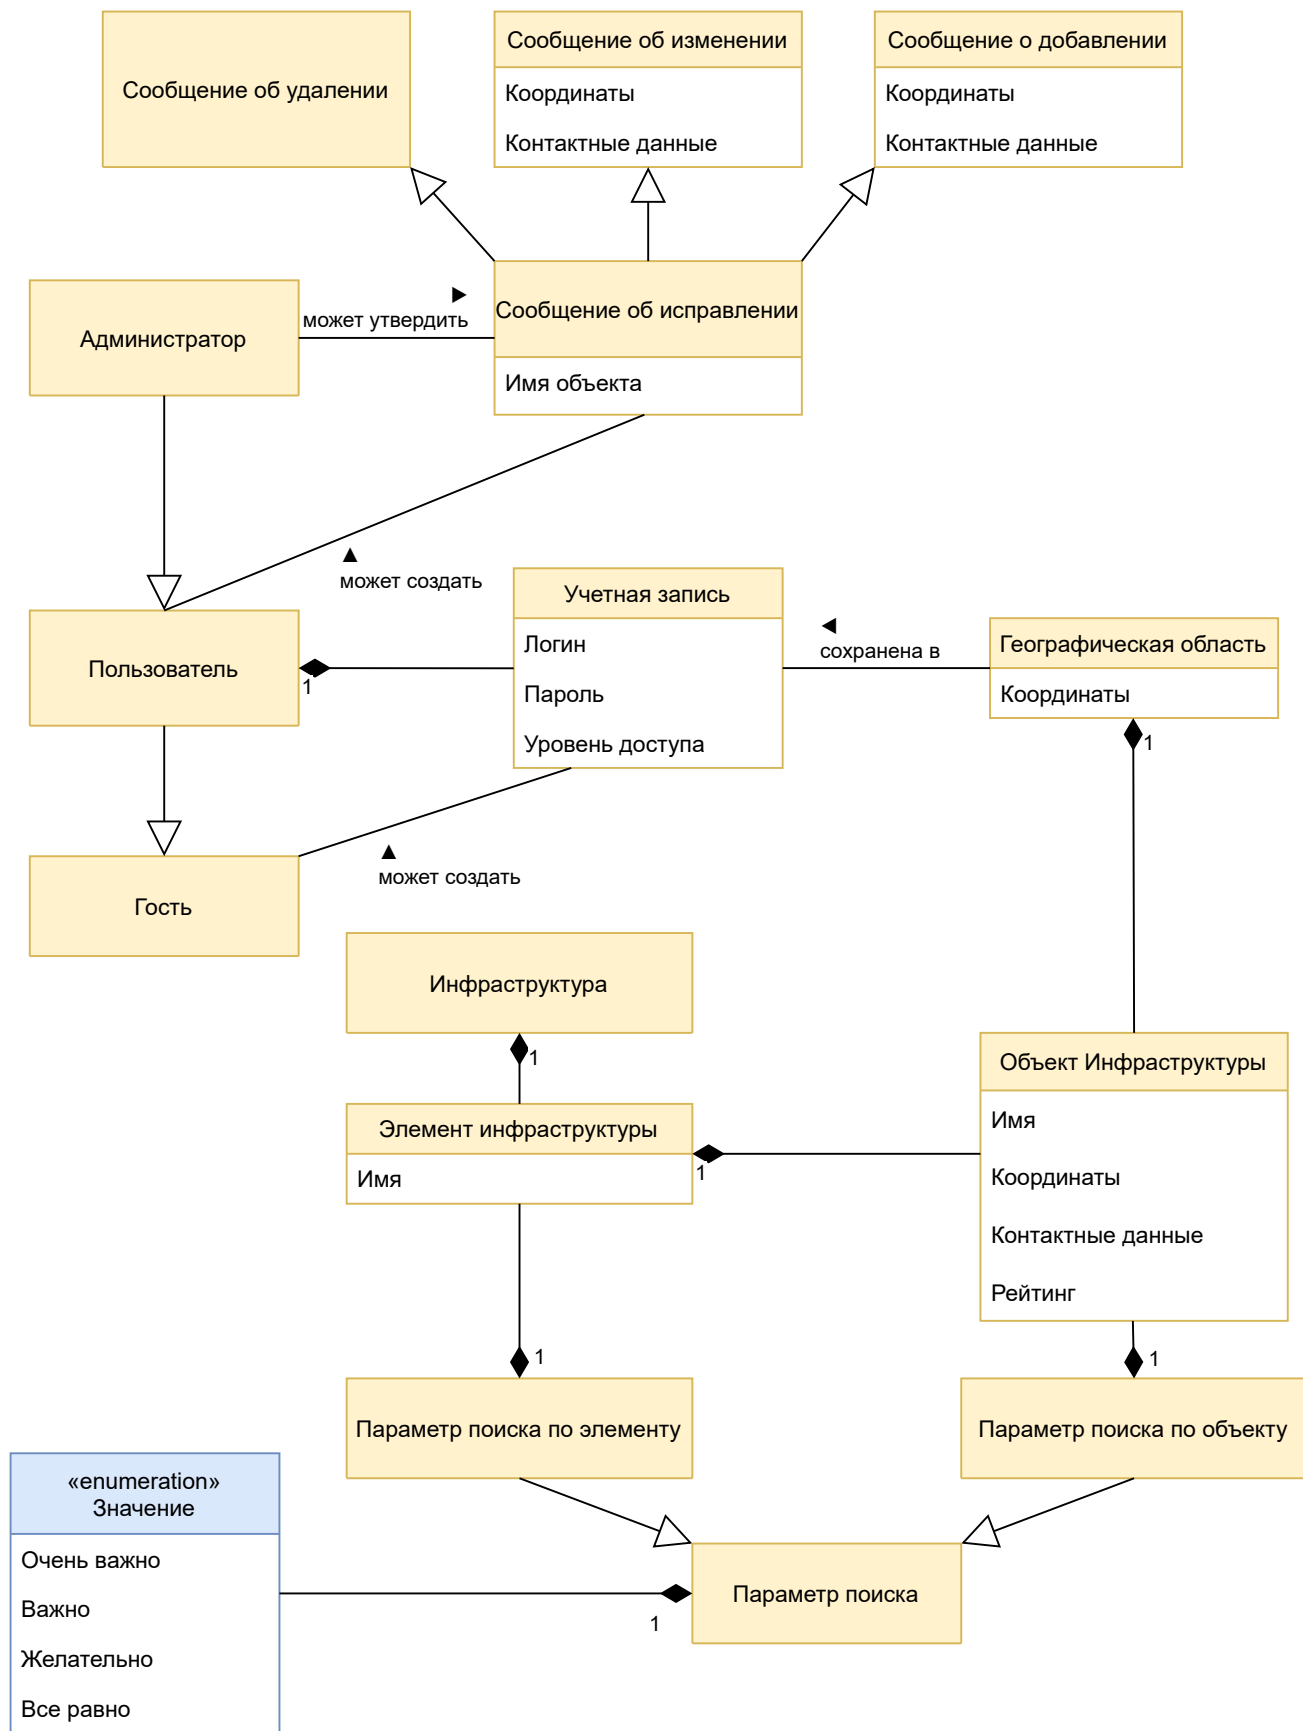 Сообщение об удалении
Сообщение об изменении
Координаты
Контактные данные
Сообщение о добавлении
Координаты
Контактные данные
Администратор
может утвердить
Сообщение об исправлении
Имя объекта
может создать
Пользователь
1
Учетная запись
Логин
Пароль
Уровень доступа
сохранена в
Географическая область
Координаты
1
Гость
может создать
Инфраструктура
1
Элемент инфраструктуры
Имя
1
Объект Инфраструктуры
Имя
Координаты
Контактные данные
Рейтинг
1
1
Параметр поиска по элементу
Параметр поиска по объекту
«enumeration»
Значение
Очень важно
Важно
Желательно
Все равно
1
Параметр поиска